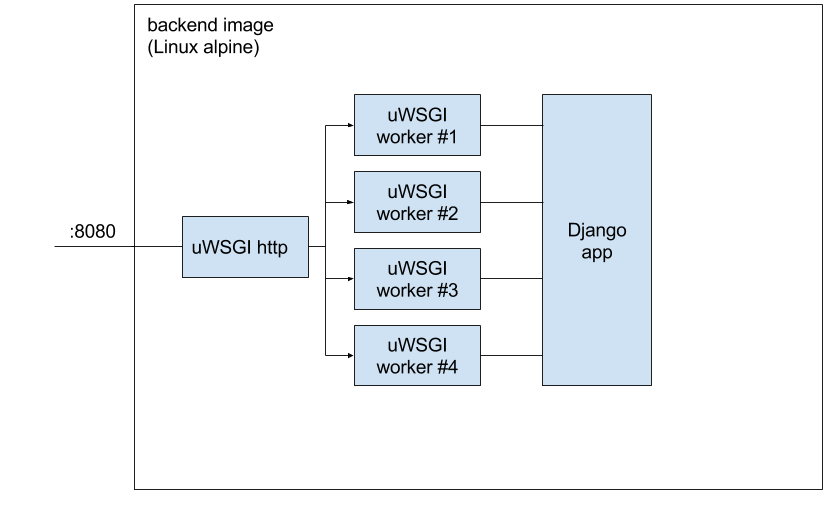 backend image
(Linux alpine)
:8080
uWSGI http
uWSGI
worker #1
uWSGI
worker #2
uWSGI
worker #3
uWSGI
worker #4
Django
app